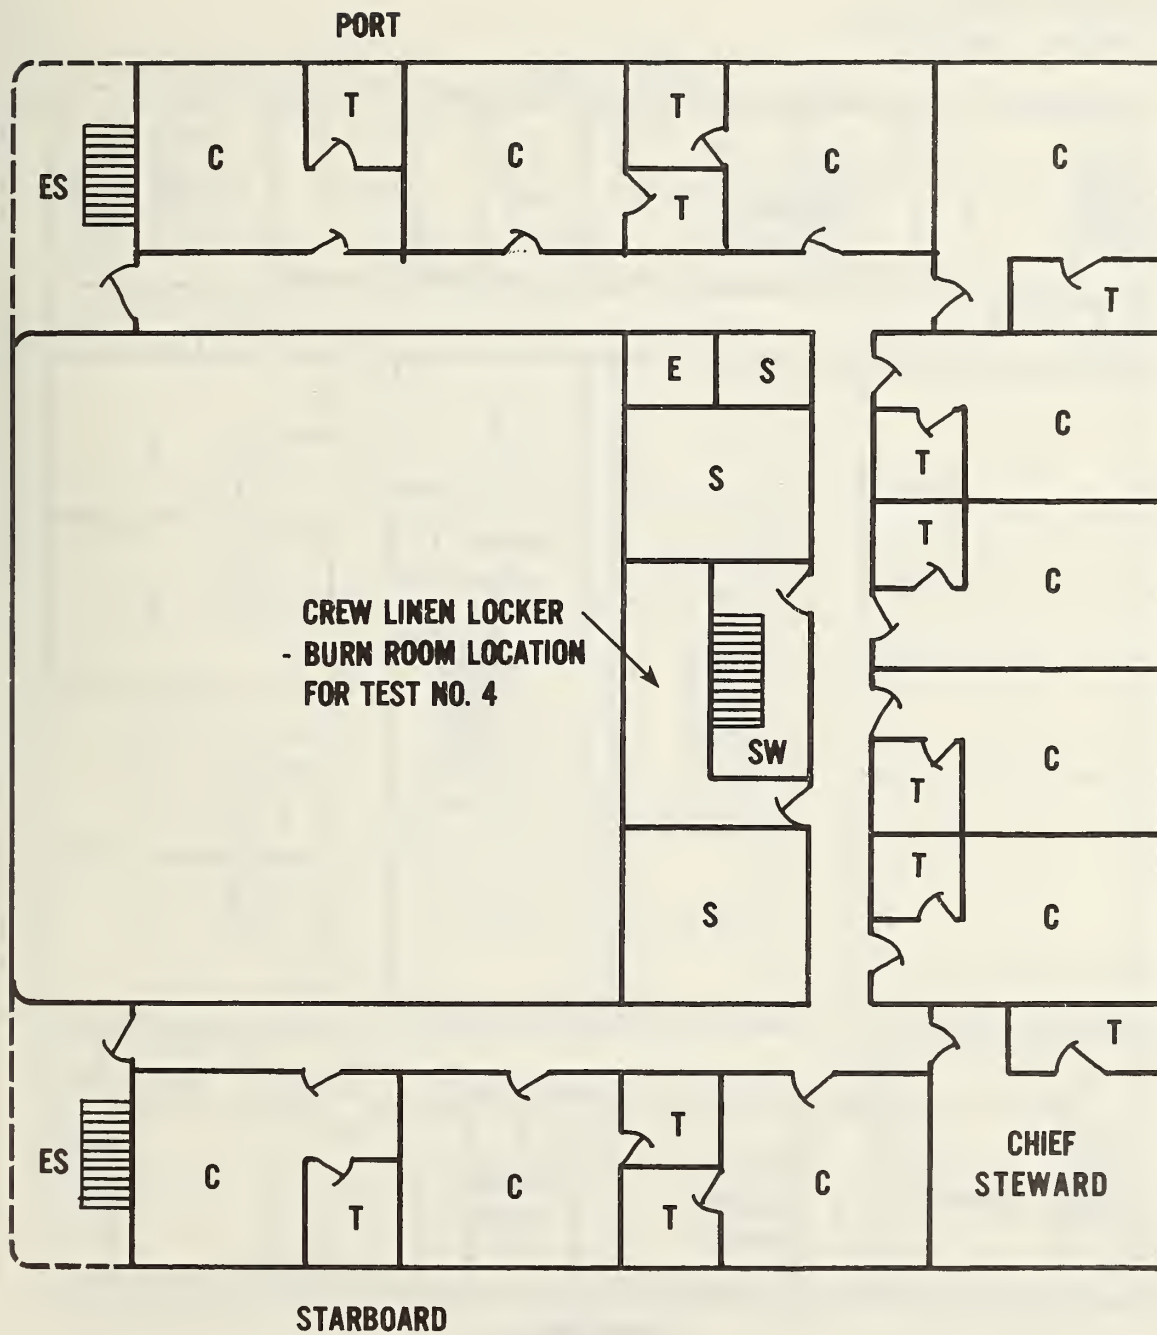 PORT
T
T
C
C
C
C
ES
T
T
E
S
C
S
T
T
C
CREW LINEN LOCKER
- BURN ROOM LOCATION
FOR TEST NO. 4
SW
C
T
T
S
C
T
T
CHIEF
STEWARD
ES
C
C
C
T
T
STARBOARD